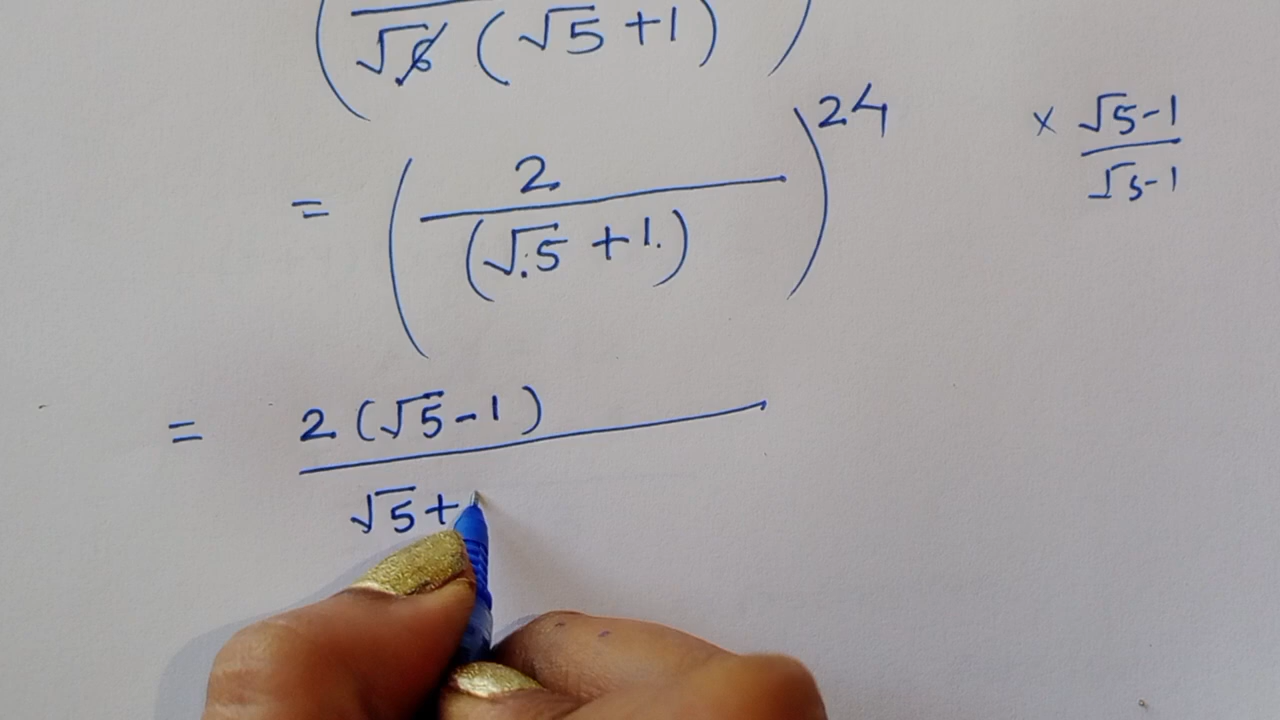 √6 (√5 + 1)
= ( 2 / (√5 + 1) )^24 × √5-1 / √5-1
= 2 (√5 - 1) / √5 +